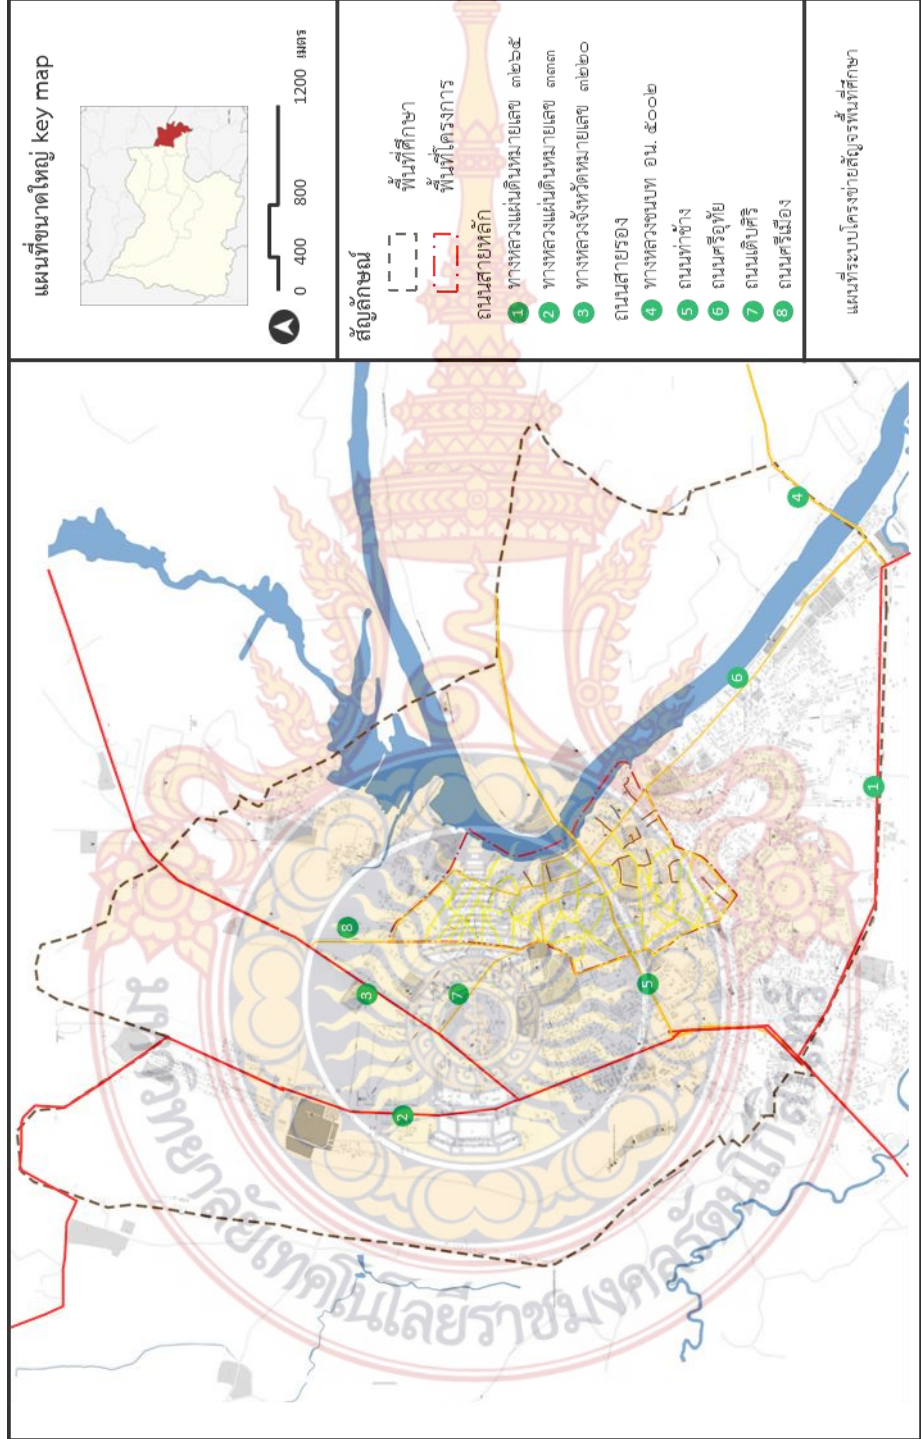 แผนที่ขนาดใหญ่ key map
0 400 800 1200 เมตร
สัญลักษณ์
พื้นที่ศึกษา
พื้นที่โครงการ
ถนนสายหลัก
1 ทางหลวงแผ่นดินหมายเลข ๓๒๖๕
2 ทางหลวงแผ่นดินหมายเลข ๓๓๓
3 ทางหลวงจังหวัดหมายเลข ๓๒๒๐
ถนนสายรอง
4 ทางหลวงชนบท อน. ๕๐๐๒
5 ถนนท่าช้าง
6 ถนนศรีอุทัย
7 ถนนเติบศิริ
8 ถนนศรีเมือง
แผนที่ระบบโครงข่ายสัญจรพื้นที่ศึกษา
8
3
7
2
5
4
6
1
มหาวิทยาลัยเทคโนโลยีราชมงคลรัตนโกสินทร์